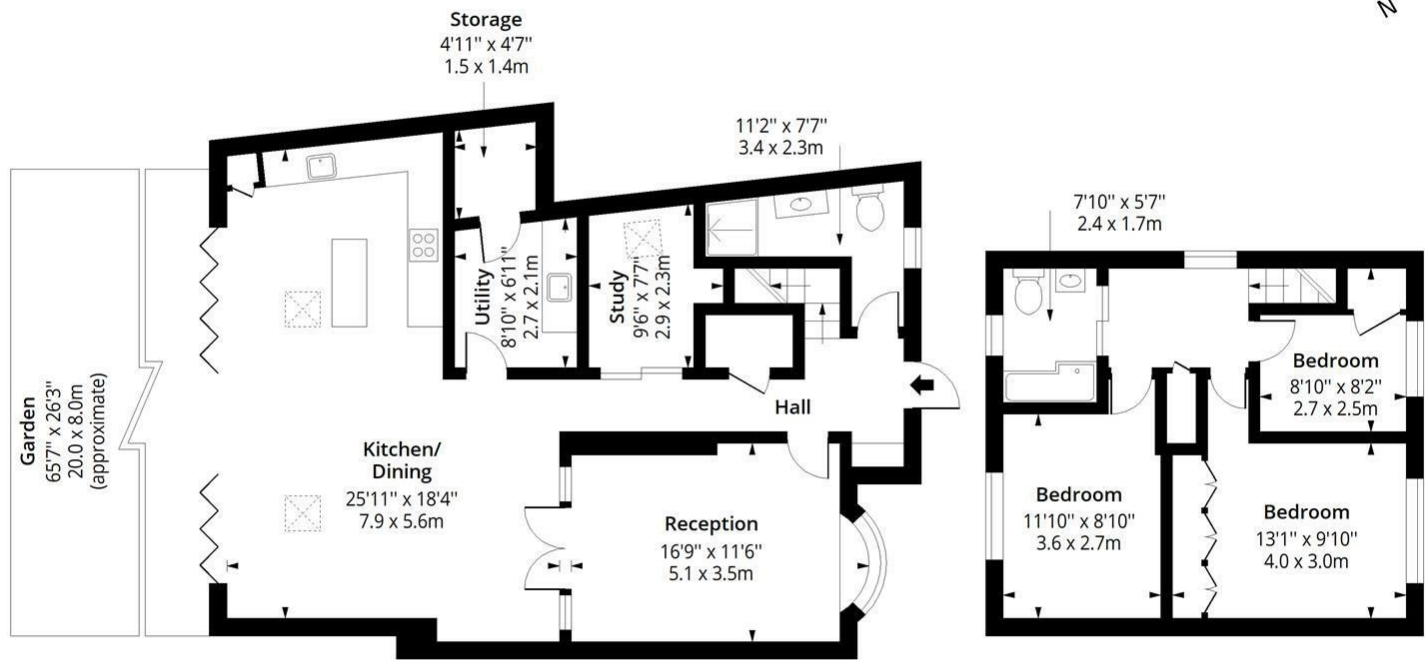 N
Storage
4'11" x 4'7"
1.5 x 1.4m
11'2" x 7'7"
3.4 x 2.3m
7'10" x 5'7"
2.4 x 1.7m
Utility
8'10" x 6'11"
2.7 x 2.1m
Study
9'6" x 7'7"
2.9 x 2.3m
Garden
65'7" x 26'3"
20.0 x 8.0m
(approximate)
Hall
Kitchen/
Dining
25'11" x 18'4"
7.9 x 5.6m
Reception
16'9" x 11'6"
5.1 x 3.5m
Bedroom
8'10" x 8'2"
2.7 x 2.5m
Bedroom
11'10" x 8'10"
3.6 x 2.7m
Bedroom
13'1" x 9'10"
4.0 x 3.0m